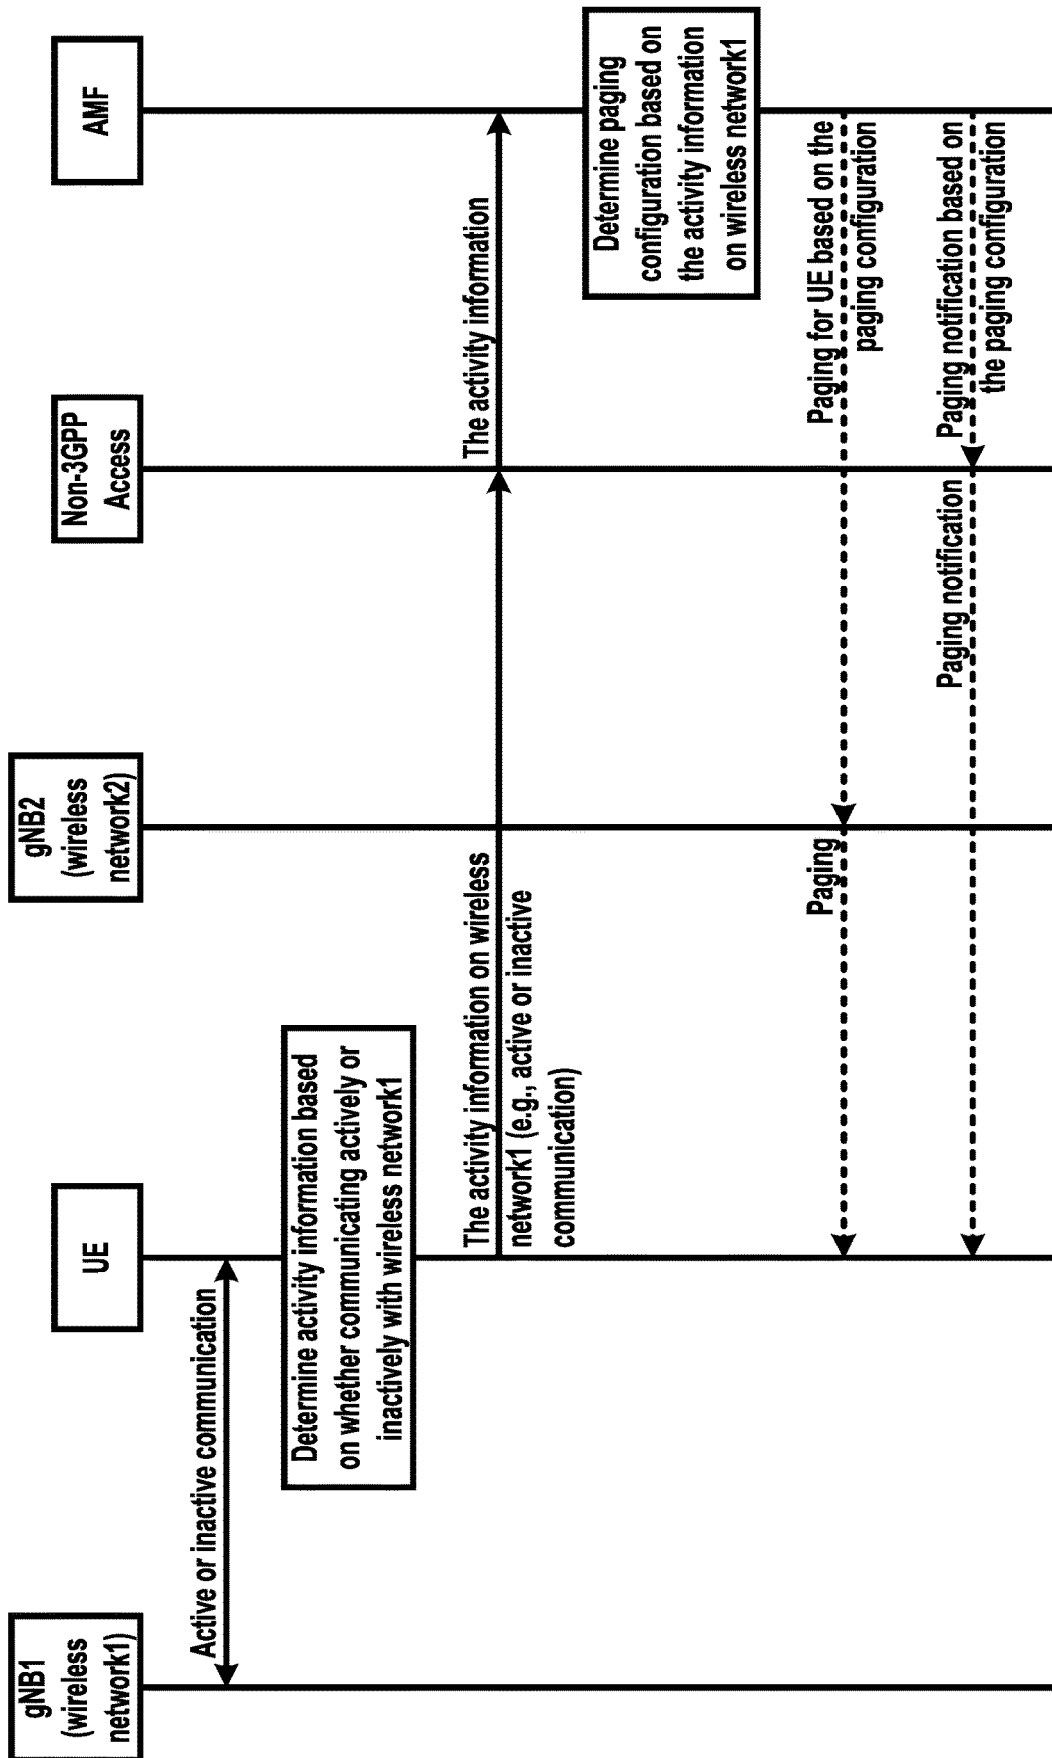 gNB1
(wireless
network1)
UE
gNB2
(wireless
network2)
Non-3GPP
Access
AMF
Active or inactive communication
Determine activity information based
on whether communicating actively or
inactively with wireless network1
The activity information on wireless
network1 (e.g., active or inactive
communication)
The activity information
Determine paging
configuration based on
the activity information
on wireless network1
Paging for UE based on the
paging configuration
Paging
Paging notification based on
the paging configuration
Paging notification